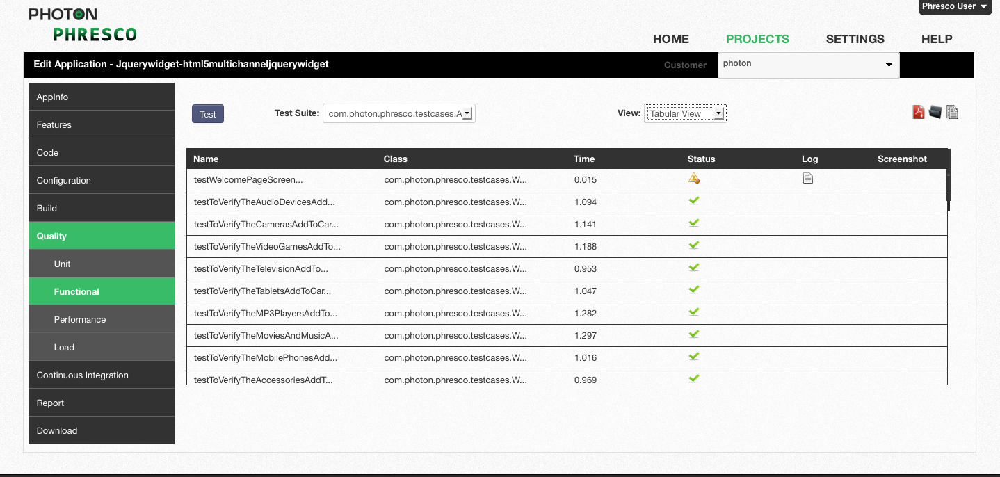 PHOTON
PHRESCO
Phresco User
HOME PROJECTS SETTINGS HELP
Edit Application - Jquerywidget-html5multichanneljquerywidget
Customer photon
AppInfo
Features
Code
Configuration
Build
Quality
Unit
Functional
Performance
Load
Continuous Integration
Report
Download
Test Test Suite: com.photon.phresco.testcases.A View: Tabular View
Name Class Time Status Log Screenshot
testWelcomePageScreen... com.photon.phresco.testcases.W... 0.015
testToVerifyTheAudioDevicesAdd... com.photon.phresco.testcases.W... 1.094
testToVerifyTheCamerasAddToCar... com.photon.phresco.testcases.W... 1.141
testToVerifyTheVideoGamesAddTo... com.photon.phresco.testcases.W... 1.188
testToVerifyTheTelevisionAddTo... com.photon.phresco.testcases.W... 0.953
testToVerifyTheTabletsAddToCar... com.photon.phresco.testcases.W... 1.047
testToVerifyTheMP3PlayersAddTo... com.photon.phresco.testcases.W... 1.282
testToVerifyTheMoviesAndMusicA... com.photon.phresco.testcases.W... 1.297
testToVerifyTheMobilePhonesAdd... com.photon.phresco.testcases.W... 1.016
testToVerifyTheAccessoriesAddT... com.photon.phresco.testcases.W... 0.969